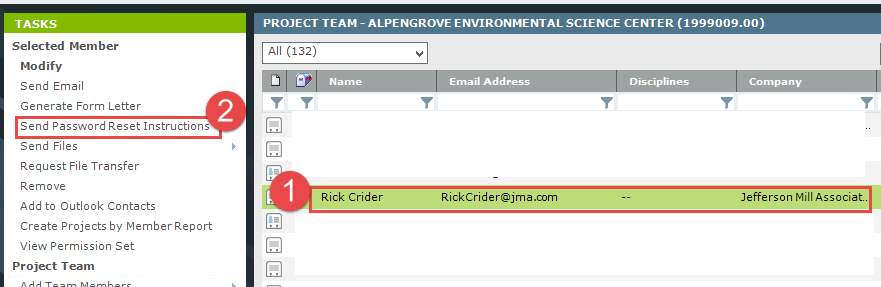 TASKS
Selected Member
Modify
Send Email
Generate Form Letter
Send Password Reset Instructions
2
Send Files
Request File Transfer
Remove
Add to Outlook Contacts
Create Projects by Member Report
View Permission Set
Project Team
Add Team Members
PROJECT TEAM - ALPENGROVE ENVIRONMENTAL SCIENCE CENTER (1999009.00)
All (132)
Name Email Address Disciplines Company
1
Rick Crider RickCrider@jma.com -- Jefferson Mill Associat..